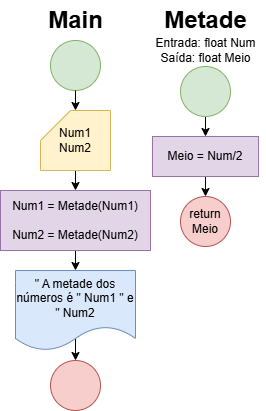 Main
Num1
Num2
Num1 = Metade(Num1)
Num2 = Metade(Num2)
" A metade dos
números é " Num1 " e
" Num2
Metade
Entrada: float Num
Saída: float Meio
Meio = Num/2
return
Meio